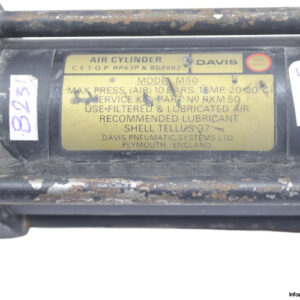 AIR CYLINDER
DAVIS
C.E.T.O.P. RP43P & BS4862
MODEL M50
MAX PRESS. (AIR) 10 BARS. TEMP 20-80°C
SERVICE KIT PART Nº RKM 50
USE FILTERED & LUBRICATED AIR
RECOMMENDED LUBRICANT
SHELL TELLUS 37
DAVIS PNEUMATIC SYSTEMS LTD
PLYMOUTH ENGLAND
B231